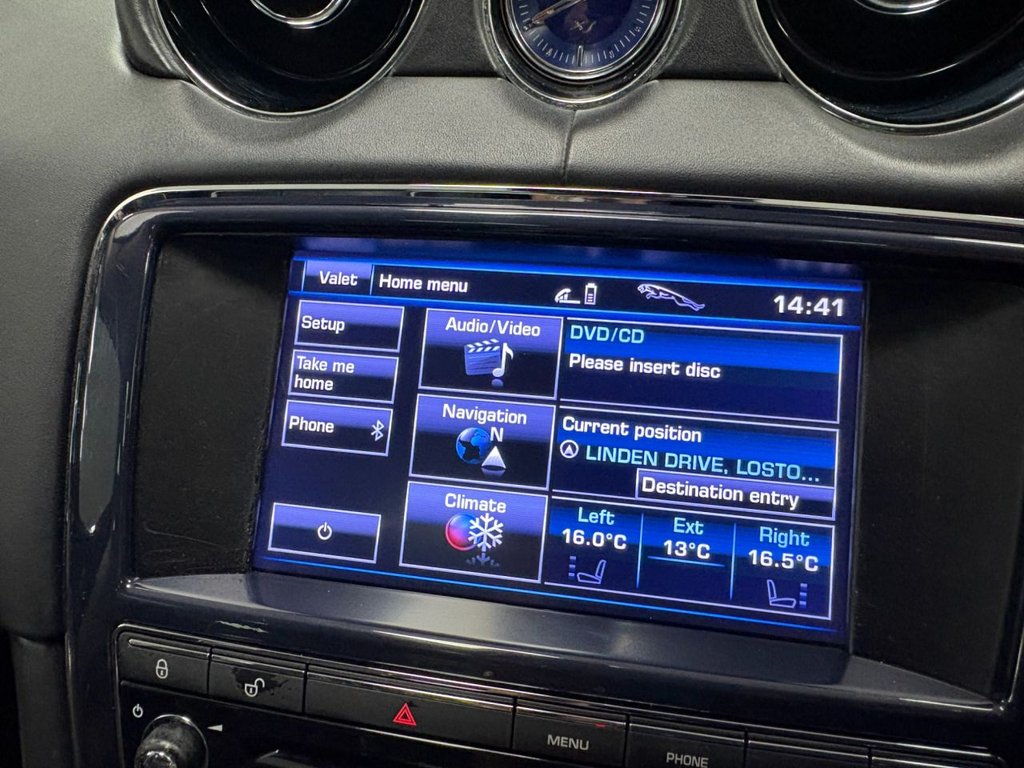 Valet
Home menu
14:41
Setup
Take me
home
Phone
Audio/Video
DVD/CD
Please insert disc
Navigation
N
Current position
LINDEN DRIVE, LOSTO...
Destination entry
Climate
Left
16.0°C
Ext
13°C
Right
16.5°C
MENU
PHONE